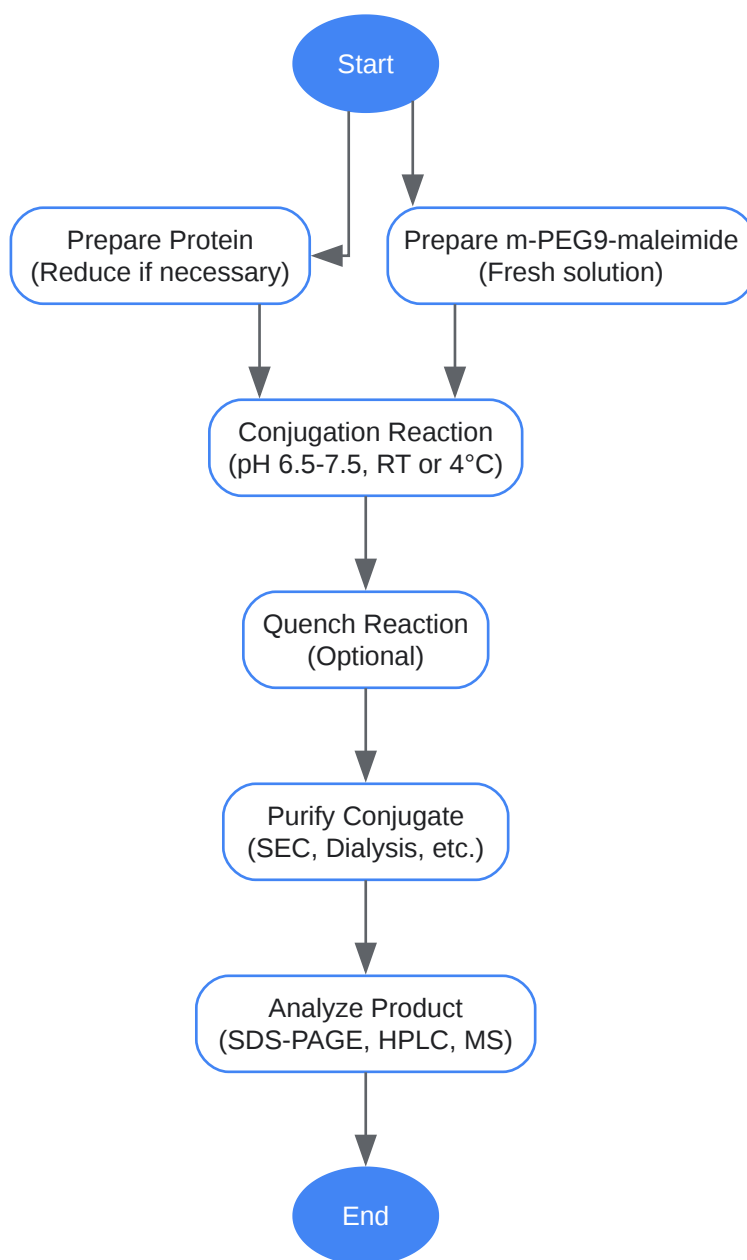 Start
Prepare Protein
(Reduce if necessary)
Prepare m-PEG9-maleimide
(Fresh solution)
Conjugation Reaction
(pH 6.5-7.5, RT or 4°C)
Quench Reaction
(Optional)
Purify Conjugate
(SEC, Dialysis, etc.)
Analyze Product
(SDS-PAGE, HPLC, MS)
End